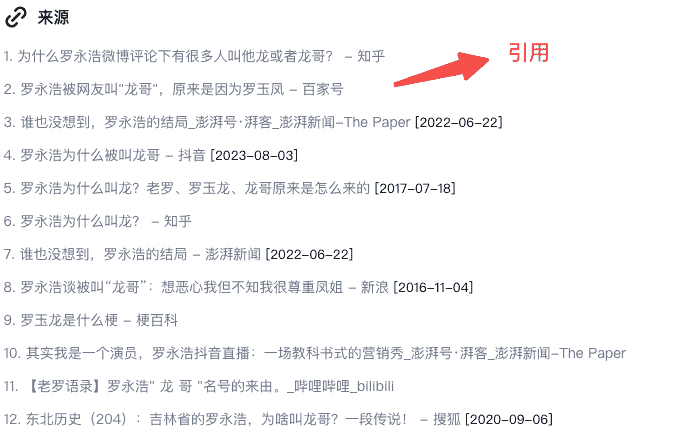 来源
1. 为什么罗永浩微博评论下有很多人叫他龙或者龙哥? - 知乎
引用
2. 罗永浩被网友叫"龙哥"，原来是因为罗玉凤 - 百家号
3. 谁也没想到，罗永浩的结局_澎湃号·湃客_澎湃新闻-The Paper [2022-06-22]
4. 罗永浩为什么被叫龙哥 - 抖音 [2023-08-03]
5. 罗永浩为什么叫龙？老罗、罗玉龙、龙哥原来是怎么来的 [2017-07-18]
6. 罗永浩为什么叫龙? - 知乎
7. 谁也没想到，罗永浩的结局 - 澎湃新闻 [2022-06-22]
8. 罗永浩谈被叫“龙哥”：想恶心我但不知我很尊重凤姐 - 新浪 [2016-11-04]
9. 罗玉龙是什么梗 - 梗百科
10. 其实我是一个演员，罗永浩抖音直播：一场教科书式的营销秀_澎湃号·湃客_澎湃新闻-The Paper
11. 【老罗语录】罗永浩" 龙 哥 "名号的来由。_哔哩哔哩_bilibili
12. 东北历史（204）：吉林省的罗永浩，为啥叫龙哥？一段传说！ - 搜狐 [2020-09-06]